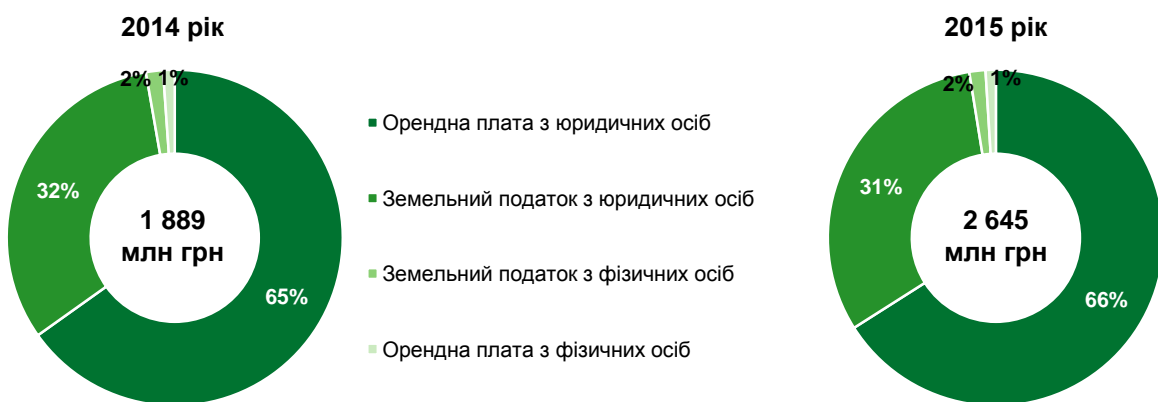 2014 рік
2% 1%
32%
1 889
млн грн
65%
Орендна плата з юридичних осіб
Земельний податок з юридичних осіб
Земельний податок з фізичних осіб
Орендна плата з фізичних осіб
2015 рік
2% 1%
31%
2 645
млн грн
66%